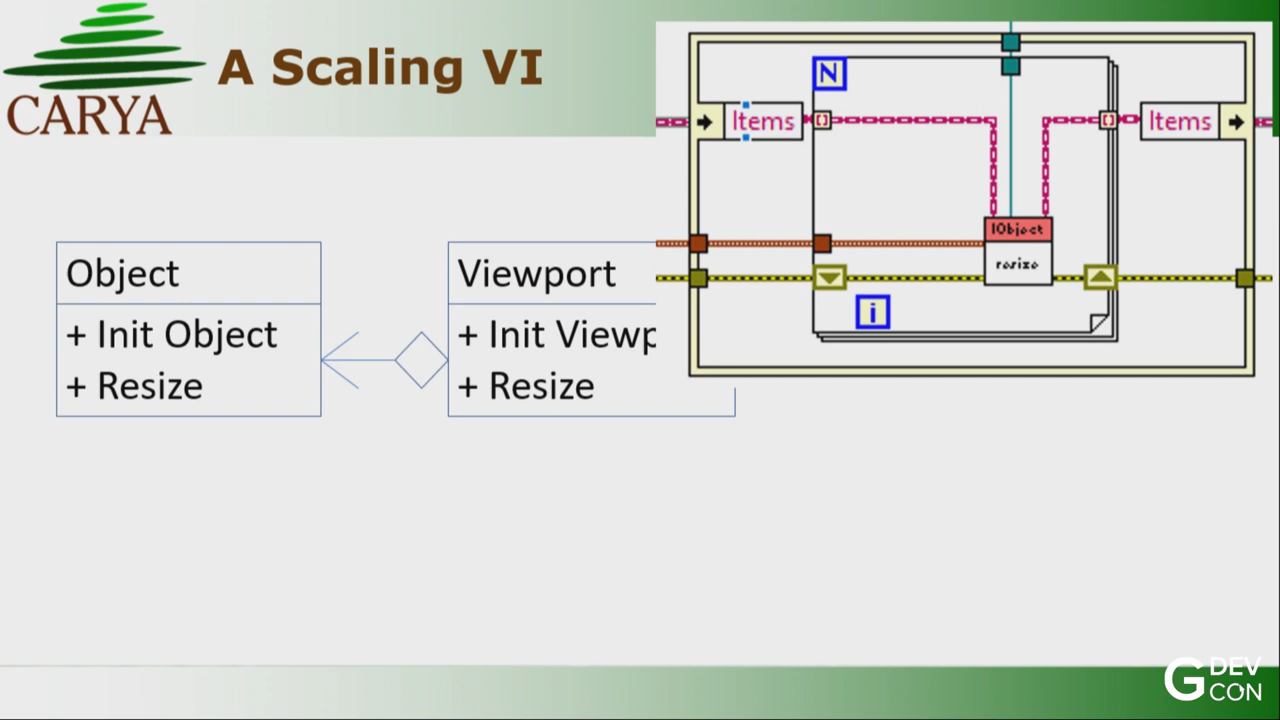 CARYA
A Scaling VI
N
Items
Items
IObject
resize
i
Object
+ Init Object
+ Resize
Viewport
+ Init Viewp
+ Resize
G DEV
CON